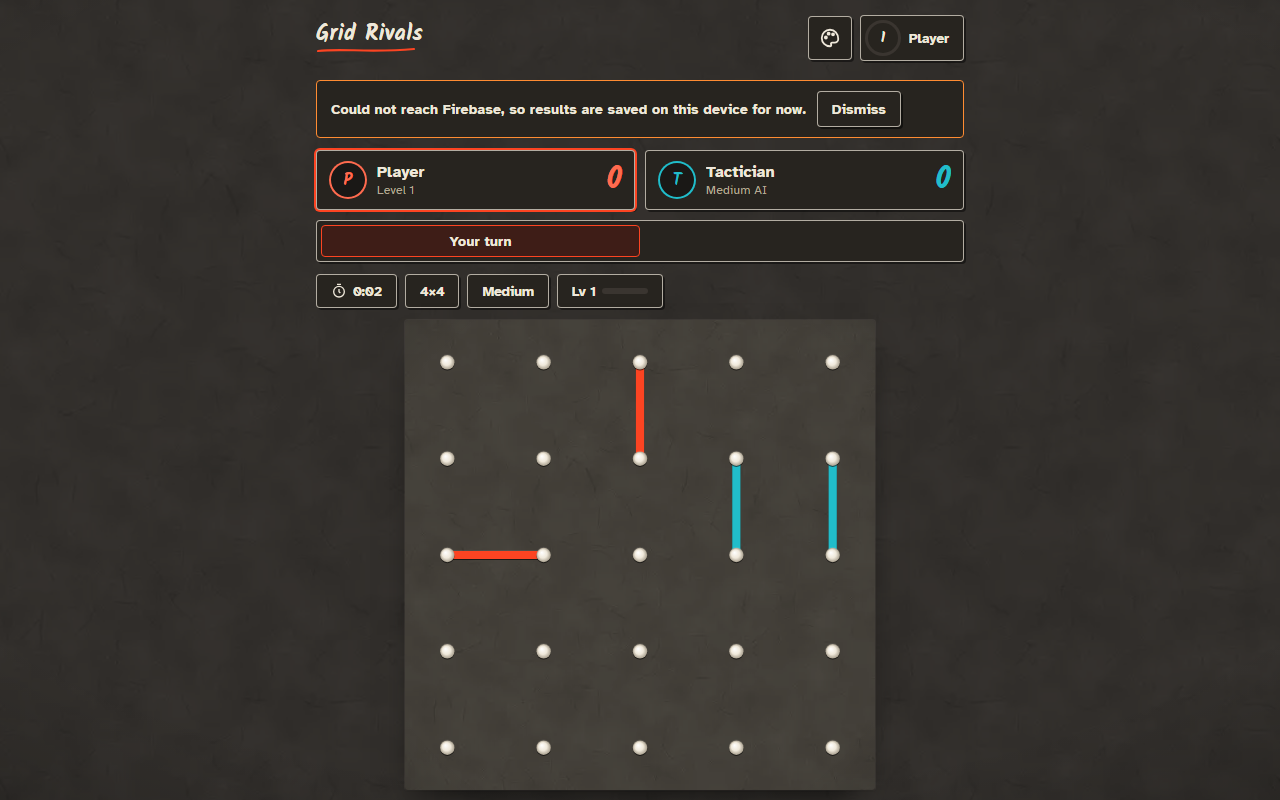 Grid Rivals
1 Player
Could not reach Firebase, so results are saved on this device for now. Dismiss
P Player 0
Level 1
T Tactician 0
Medium AI
Your turn
0:02 4×4 Medium Lv 1